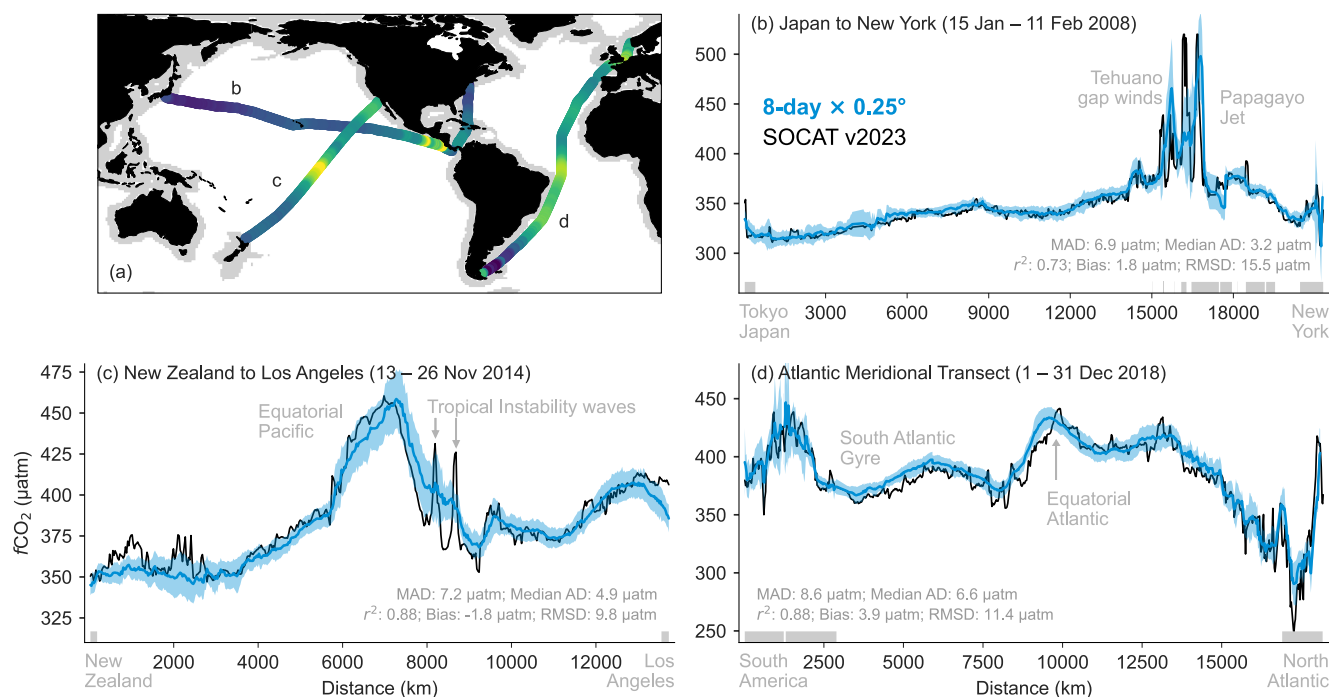 b
c
d
(a)
(b) Japan to New York (15 Jan – 11 Feb 2008)
500
450
400
350
300
8-day × 0.25°
SOCAT v2023
Tehuano
gap winds
Papagayo
Jet
MAD: 6.9 µatm; Median AD: 3.2 µatm
r²: 0.73; Bias: 1.8 µatm; RMSD: 15.5 µatm
Tokyo
Japan
3000
6000
9000
12000
15000
18000
New
York
(c) New Zealand to Los Angeles (13 – 26 Nov 2014)
475
450
425
400
375
350
325
fCO₂ (µatm)
Equatorial
Pacific
Tropical Instability waves
MAD: 7.2 µatm; Median AD: 4.9 µatm
r²: 0.88; Bias: -1.8 µatm; RMSD: 9.8 µatm
New
Zealand
2000
4000
6000
8000
10000
12000
Los
Angeles
Distance (km)
(d) Atlantic Meridional Transect (1 – 31 Dec 2018)
450
400
350
300
250
South Atlantic
Gyre
Equatorial
Atlantic
MAD: 8.6 µatm; Median AD: 6.6 µatm
r²: 0.88; Bias: 3.9 µatm; RMSD: 11.4 µatm
South
America
2500
5000
7500
10000
12500
15000
North
Atlantic
Distance (km)